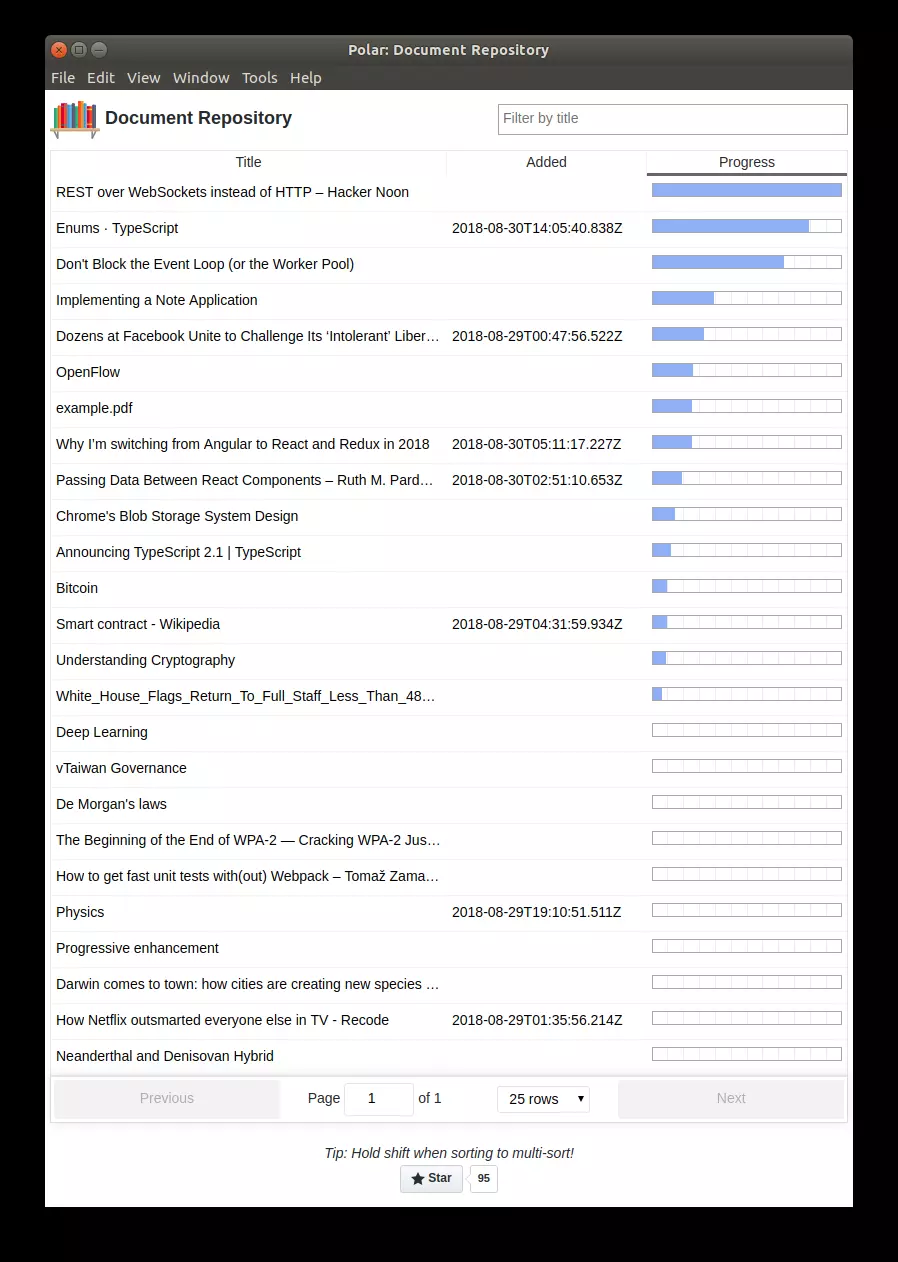 Polar: Document Repository
File Edit View Window Tools Help
Document Repository
Filter by title
Title Added Progress
REST over WebSockets instead of HTTP – Hacker Noon
Enums · TypeScript 2018-08-30T14:05:40.838Z
Don't Block the Event Loop (or the Worker Pool)
Implementing a Note Application
Dozens at Facebook Unite to Challenge Its ‘Intolerant’ Liber… 2018-08-29T00:47:56.522Z
OpenFlow
example.pdf
Why I’m switching from Angular to React and Redux in 2018 2018-08-30T05:11:17.227Z
Passing Data Between React Components – Ruth M. Pard… 2018-08-30T02:51:10.653Z
Chrome's Blob Storage System Design
Announcing TypeScript 2.1 | TypeScript
Bitcoin
Smart contract - Wikipedia 2018-08-29T04:31:59.934Z
Understanding Cryptography
White_House_Flags_Return_To_Full_Staff_Less_Than_48…
Deep Learning
vTaiwan Governance
De Morgan's laws
The Beginning of the End of WPA-2 — Cracking WPA-2 Jus…
How to get fast unit tests with(out) Webpack – Tomaž Zama…
Physics 2018-08-29T19:10:51.511Z
Progressive enhancement
Darwin comes to town: how cities are creating new species …
How Netflix outsmarted everyone else in TV - Recode 2018-08-29T01:35:56.214Z
Neanderthal and Denisovan Hybrid
Previous Page 1 of 1 25 rows Next
Tip: Hold shift when sorting to multi-sort!
Star 95